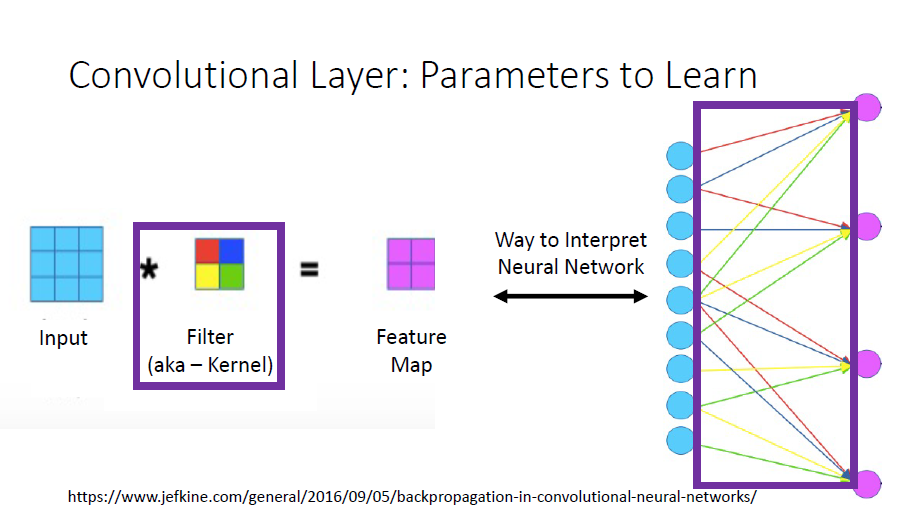 Convolutional Layer: Parameters to Learn
*
=
Input
Filter
(aka – Kernel)
Feature
Map
Way to Interpret
Neural Network
https://www.jefkine.com/general/2016/09/05/backpropagation-in-convolutional-neural-networks/